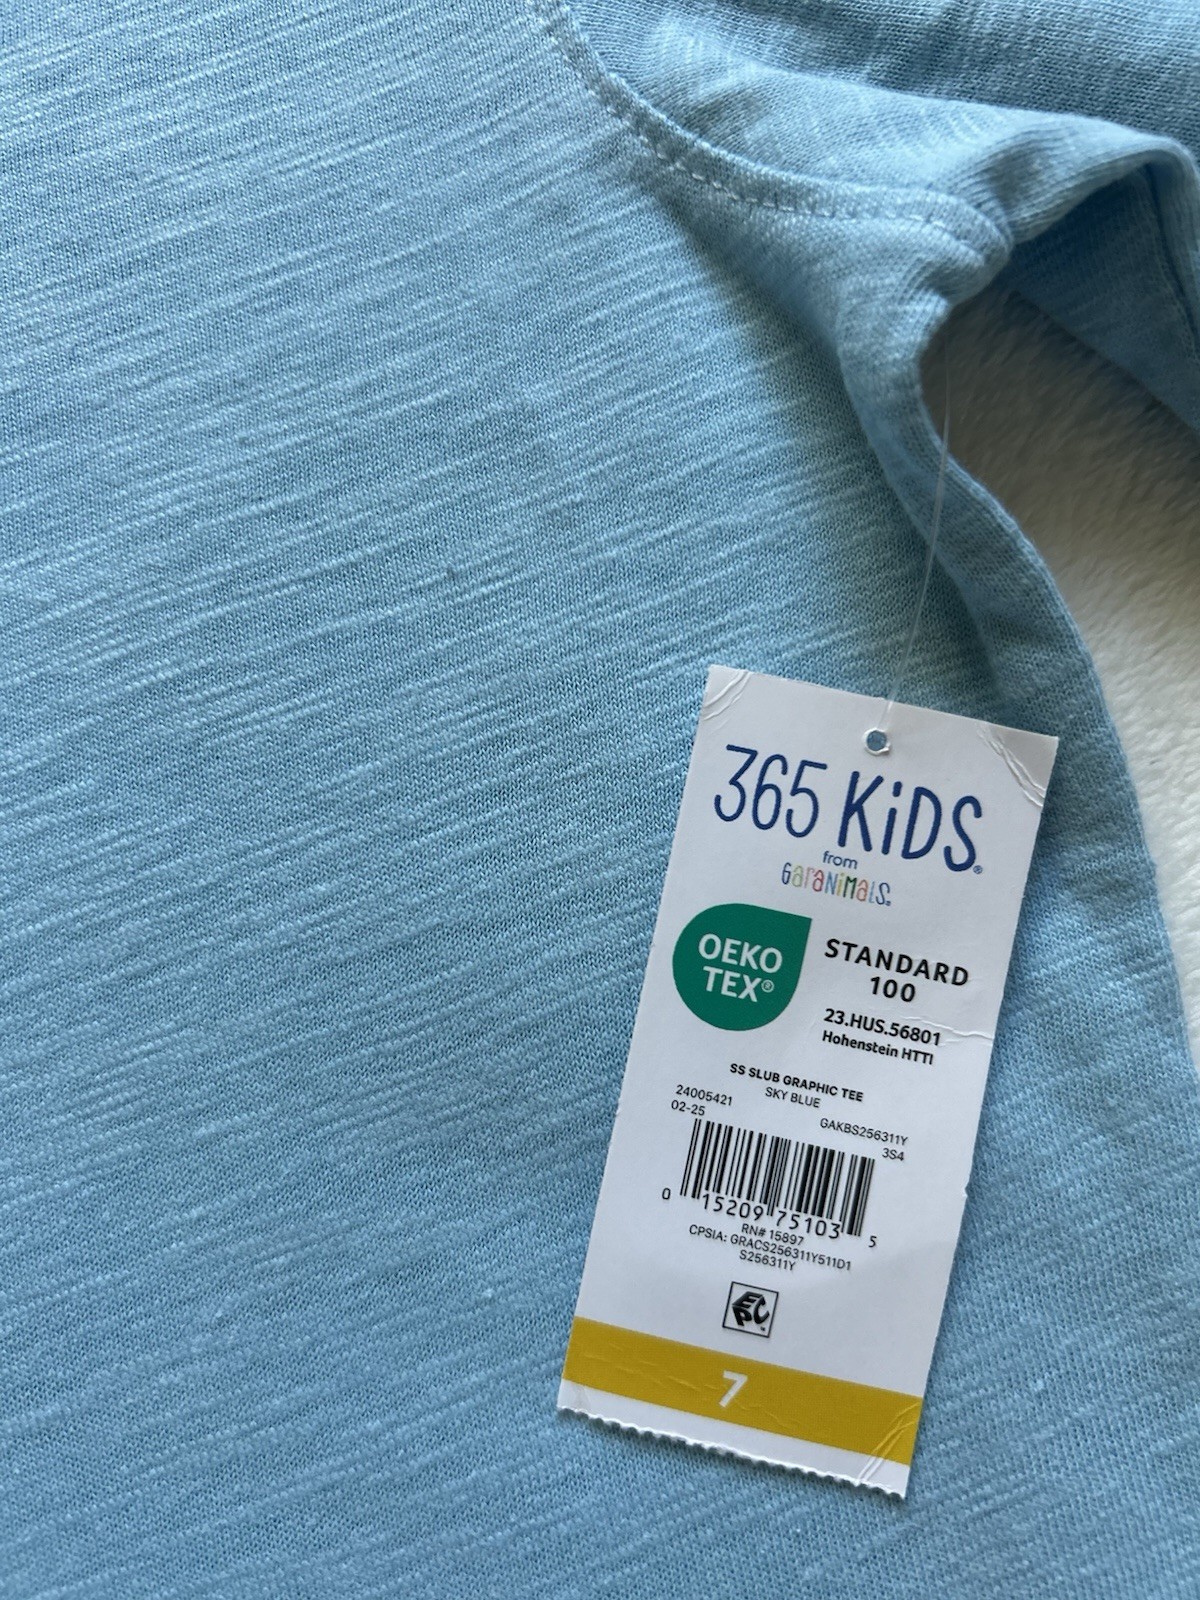 365 KiDS®
from
GaraNiMaLS®
OEKO
TEX®
STANDARD
100
23.HUS.56801
Hohenstein HTTI
SS SLUB GRAPHIC TEE
SKY BLUE
24005421
02-25
GAKBS256311Y
3S4
0 15209 75103 5
RN# 15897
CPSIA: GRACS256311Y511D1
S256311Y
EPC™
7